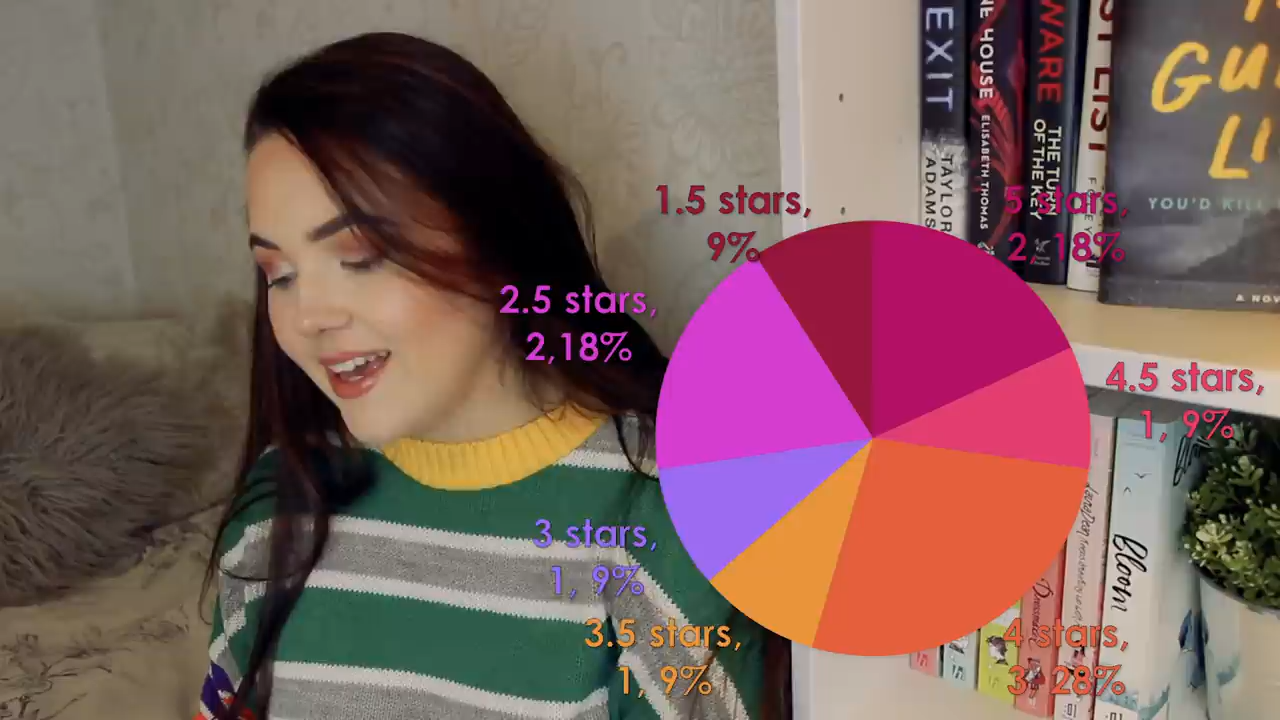 EXIT
TAYLOR
ADAMS
HOUSE
ELISABETH THOMAS
WARE
THE TURN
OF THE KEY
LIST
YOU'D KILL
A NOV
1.5 stars,
9%
5 stars,
2, 18%
2.5 stars,
2,18%
4.5 stars,
1, 9%
3 stars,
1, 9%
3.5 stars,
1, 9%
4 stars,
3, 28%
Bloom